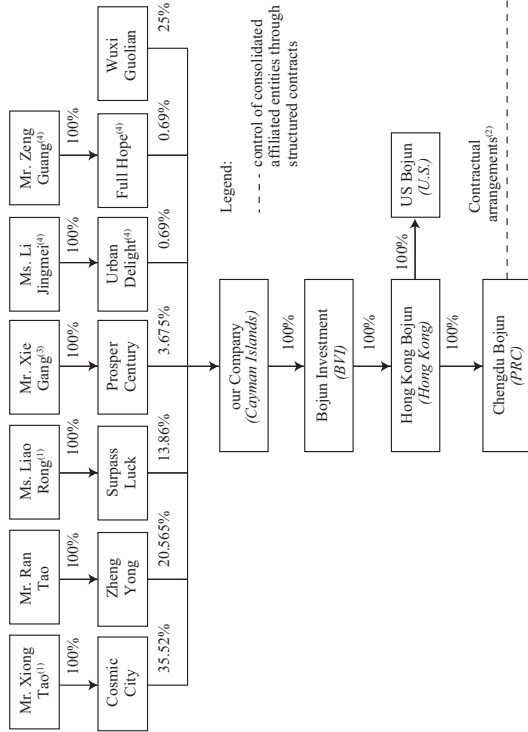 Mr. Xiong
Tao(1)
Mr. Ran
Tao
Ms. Liao
Rong(1)
Mr. Xie
Gang(3)
Ms. Li
Jingmei(4)
Mr. Zeng
Guang(4)
100%
100%
100%
100%
100%
100%
Cosmic
City
Zheng
Yong
Surpass
Luck
Prosper
Century
Urban
Delight(4)
Full Hope(4)
Wuxi
Guolian
35.52%
20.565%
13.86%
3.675%
0.69%
0.69%
25%
Legend:
control of consolidated
affiliated entities through
structured contracts
our Company
(Cayman Islands)
100%
Bojun Investment
(BVI)
100%
Hong Kong Bojun
(Hong Kong)
100%
US Bojun
(U.S.)
100%
Contractual
arrangements(2)
Chengdu Bojun
(PRC)